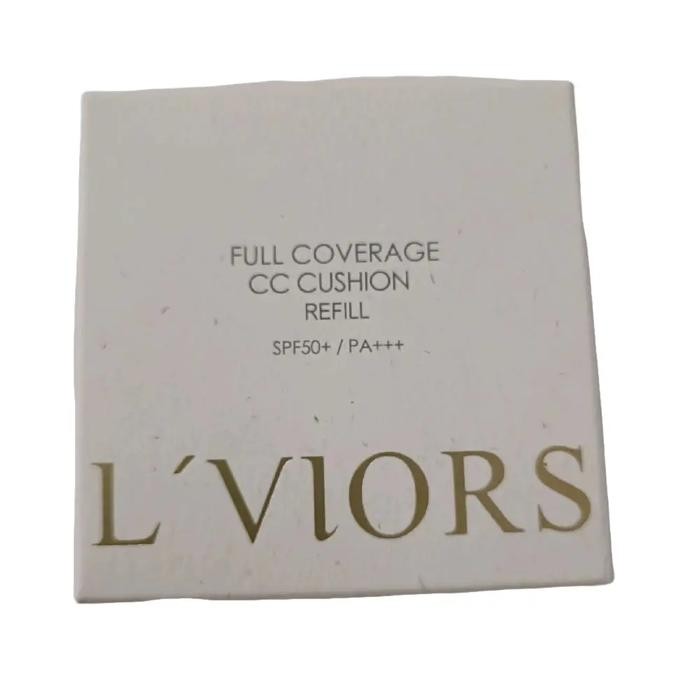 FULL COVERAGE
CC CUSHION
REFILL
SPF50+ / PA+++
L´VIORS